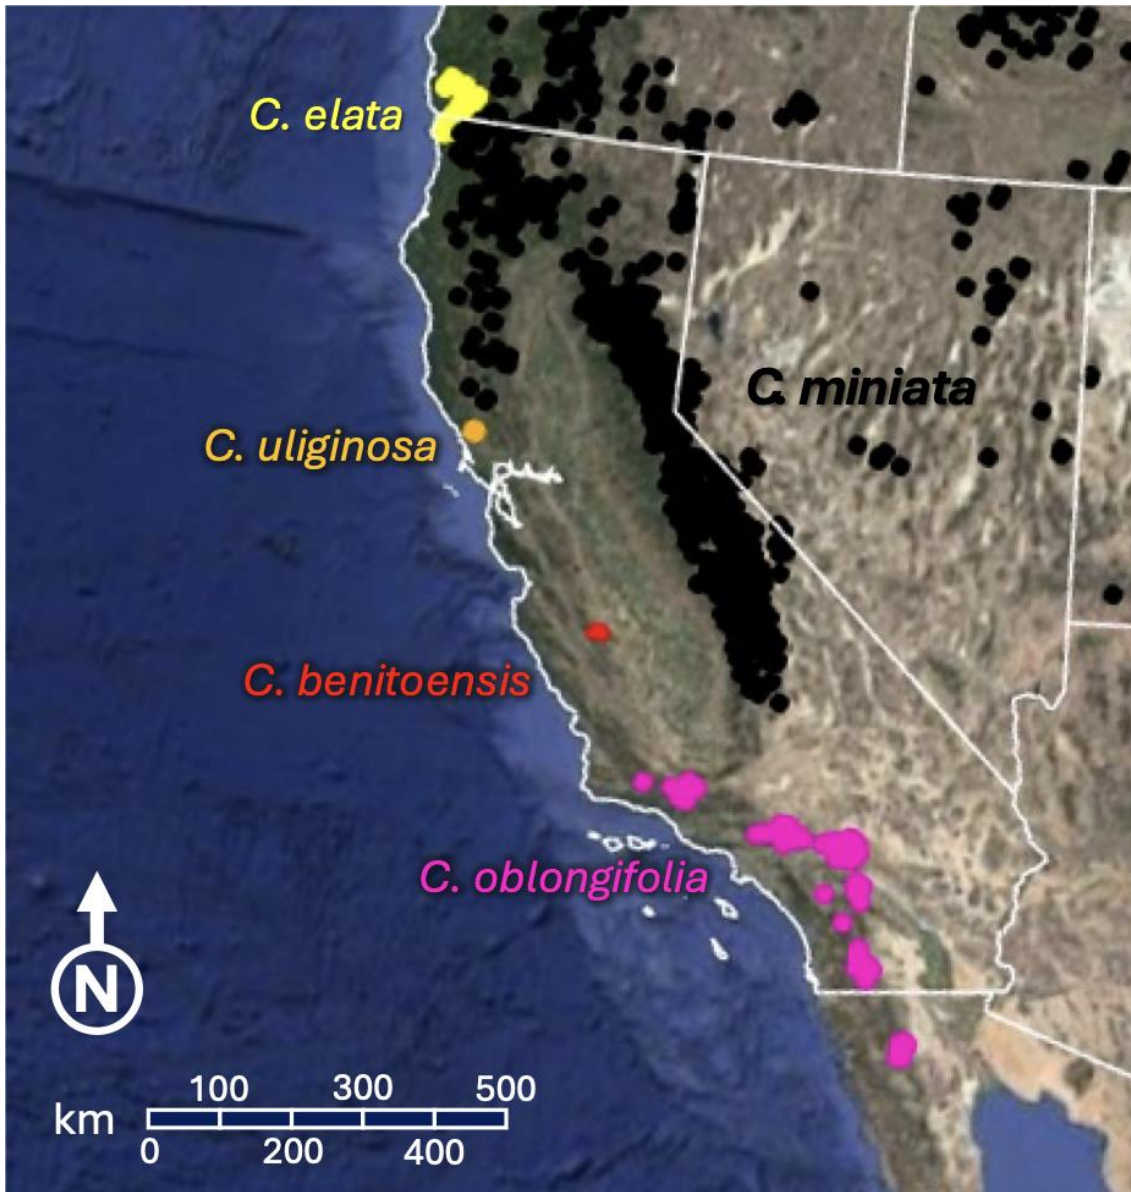 C. elata
C. miniata
C. uliginosa
C. benitoensis
C. oblongifolia
N
100 300 500
km
0 200 400